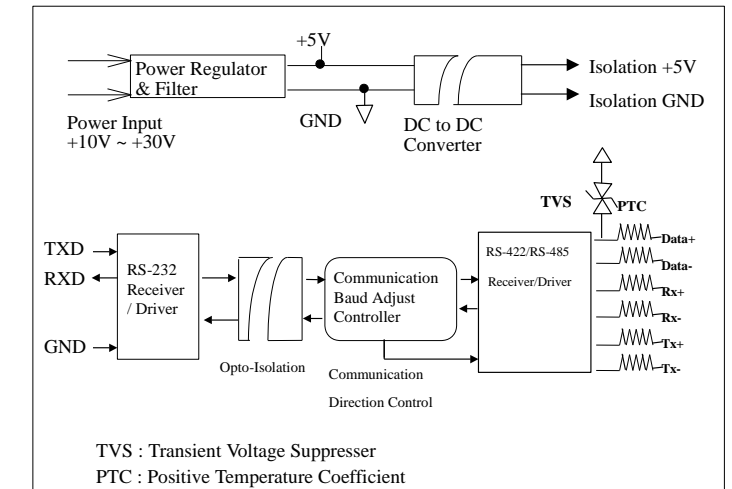 +5V
Power Regulator
& Filter
Isolation +5V
Isolation GND
Power Input
+10V ~ +30V
GND
DC to DC
Converter
TVS
PTC
TXD
RXD
GND
RS-232
Receiver
/ Driver
Opto-Isolation
Communication
Baud Adjust
Controller
Communication
Direction Control
RS-422/RS-485
Receiver/Driver
Data+
Data-
Rx+
Rx-
Tx+
Tx-
TVS : Transient Voltage Suppresser
PTC : Positive Temperature Coefficient